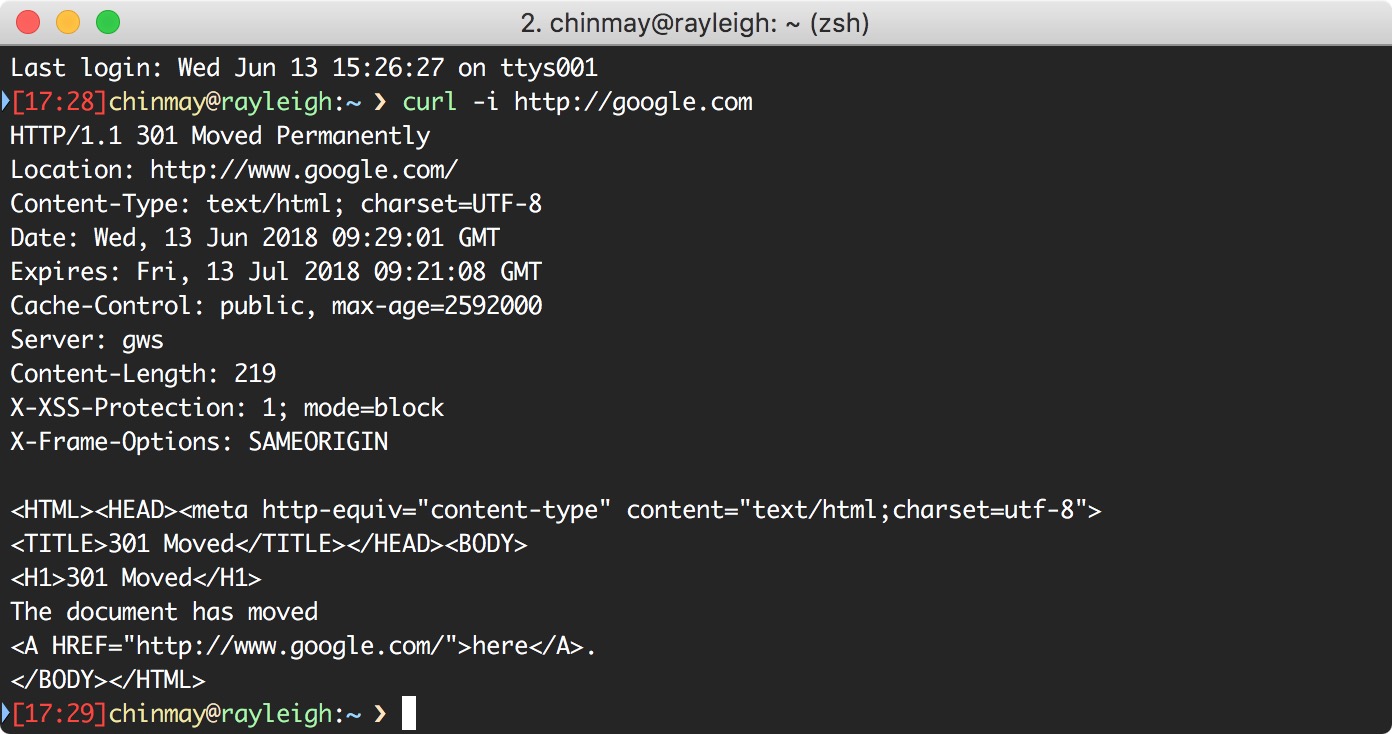 2. chinmay@rayleigh: ~ (zsh)
Last login: Wed Jun 13 15:26:27 on ttys001
[17:28]chinmay@rayleigh:~ ❯ curl -i http://google.com
HTTP/1.1 301 Moved Permanently
Location: http://www.google.com/
Content-Type: text/html; charset=UTF-8
Date: Wed, 13 Jun 2018 09:29:01 GMT
Expires: Fri, 13 Jul 2018 09:21:08 GMT
Cache-Control: public, max-age=2592000
Server: gws
Content-Length: 219
X-XSS-Protection: 1; mode=block
X-Frame-Options: SAMEORIGIN

<HTML><HEAD><meta http-equiv="content-type" content="text/html;charset=utf-8">
<TITLE>301 Moved</TITLE></HEAD><BODY>
<H1>301 Moved</H1>
The document has moved
<A HREF="http://www.google.com/">here</A>.
</BODY></HTML>
[17:29]chinmay@rayleigh:~ ❯